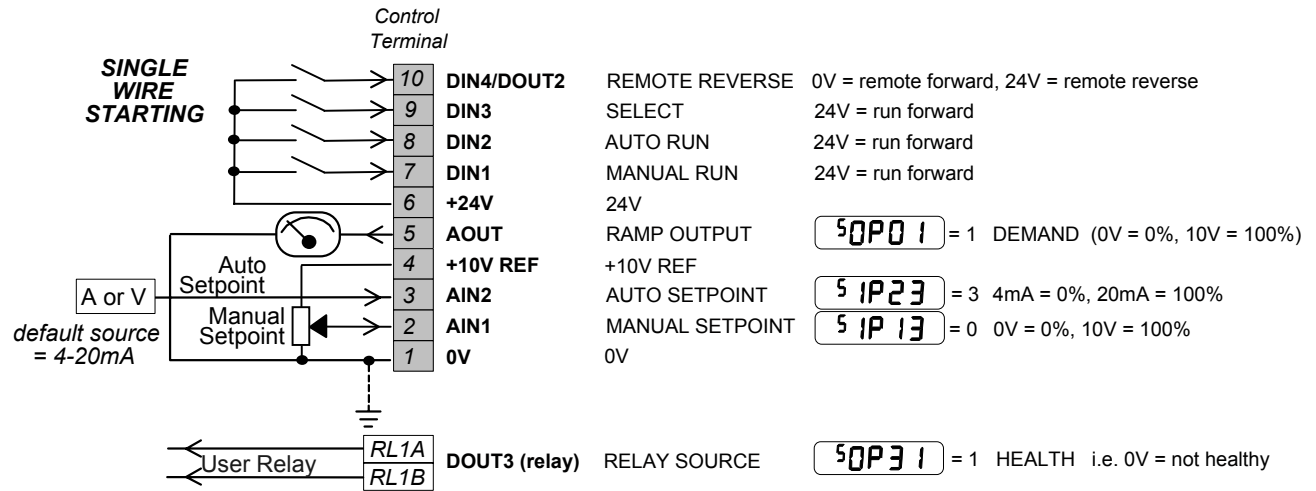 Control
Terminal
SINGLE
WIRE
STARTING
10 DIN4/DOUT2 REMOTE REVERSE 0V = remote forward, 24V = remote reverse
9 DIN3 SELECT 24V = run forward
8 DIN2 AUTO RUN 24V = run forward
7 DIN1 MANUAL RUN 24V = run forward
6 +24V 24V
5 AOUT RAMP OUTPUT SOP01 = 1 DEMAND (0V = 0%, 10V = 100%)
4 +10V REF +10V REF
Auto
Setpoint
A or V
3 AIN2 AUTO SETPOINT SIP23 = 3 4mA = 0%, 20mA = 100%
Manual
Setpoint
default source
= 4-20mA
2 AIN1 MANUAL SETPOINT SIP13 = 0 0V = 0%, 10V = 100%
1 0V 0V
User Relay
RL1A
RL1B
DOUT3 (relay) RELAY SOURCE SOP31 = 1 HEALTH i.e. 0V = not healthy